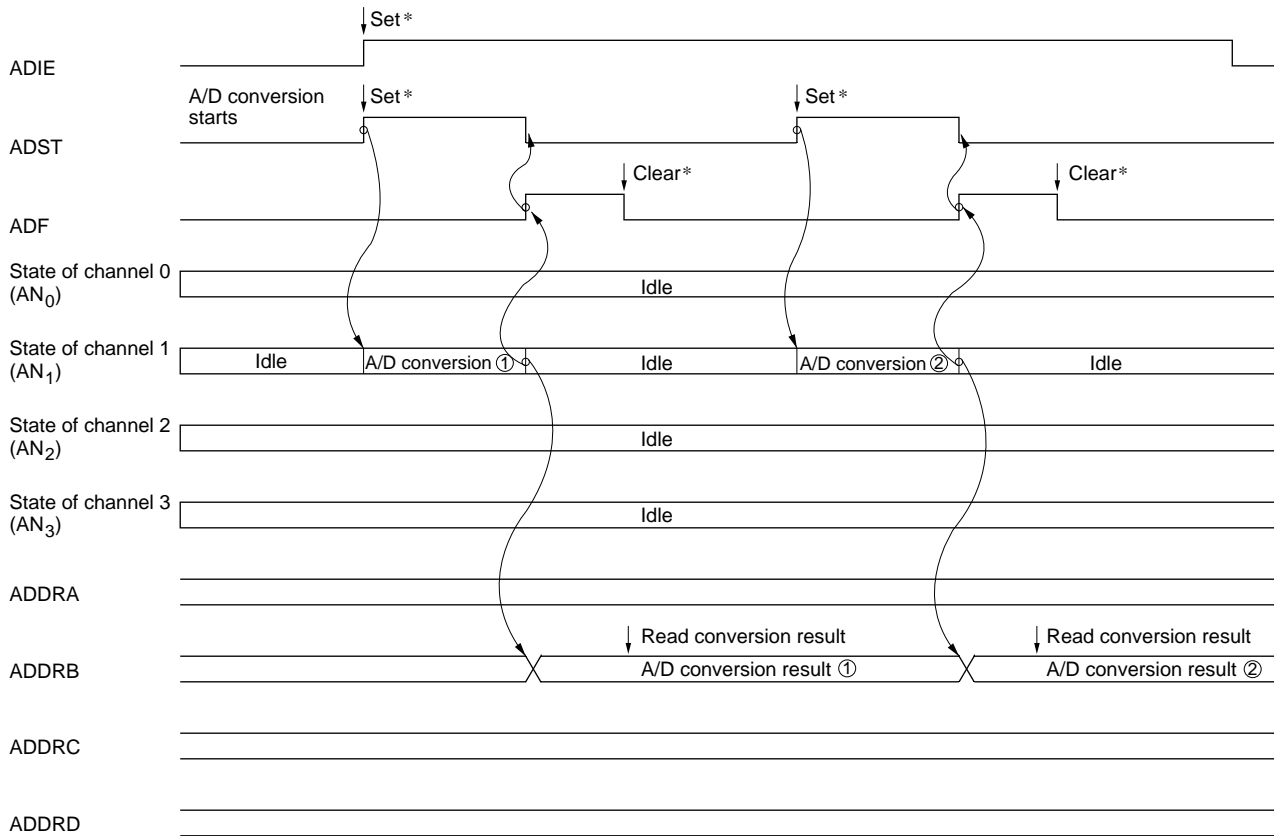 Set*
ADIE
A/D conversion
starts
Set*
Set*
ADST
Clear*
Clear*
ADF
State of channel 0
(AN0)
Idle
State of channel 1
(AN1)
Idle
A/D conversion ①
Idle
A/D conversion ②
Idle
State of channel 2
(AN2)
Idle
State of channel 3
(AN3)
Idle
ADDRA
Read conversion result
Read conversion result
ADDRB
A/D conversion result ①
A/D conversion result ②
ADDRC
ADDRD